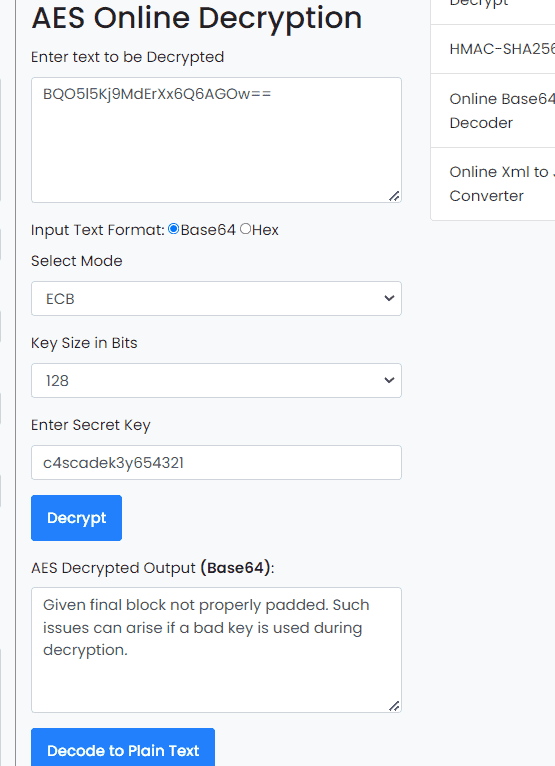 AES Online Decryption
Enter text to be Decrypted
BQO5l5Kj9MdErXx6Q6AGOw==
Input Text Format: Base64 Hex
Select Mode
ECB
Key Size in Bits
128
Enter Secret Key
c4scadek3y654321
Decrypt
AES Decrypted Output (Base64):
Given final block not properly padded. Such
issues can arise if a bad key is used during
decryption.
Decode to Plain Text
Decrypt
HMAC-SHA256
Online Base64
Decoder
Online Xml to
Converter